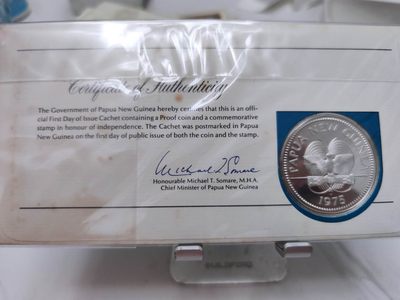 Certificate of Authenticity
The Government of Papua New Guinea hereby certifies that this is an offi-
cial First Day of Issue Cachet containing a Proof coin and a commemorative
stamp in honour of independence. The Cachet was postmarked in Papua
New Guinea on the first day of public issue of both the coin and the stamp.
Michael T Somare
Honourable Michael T. Somare, M.H.A.
Chief Minister of Papua New Guinea
PAPUA NEW GUINEA
1975